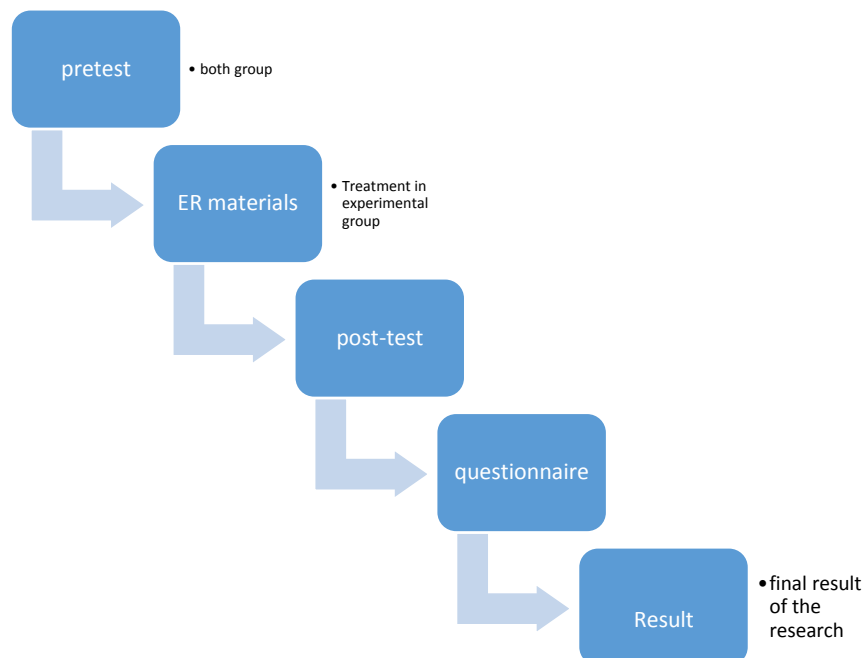 pretest
• both group
ER materials
• Treatment in
experimental
group
post-test
questionnaire
Result
• final result
of the
research